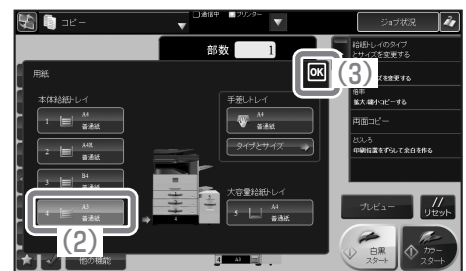 コピー
通信中
プリンター
ジョブ状況
部数 1
OK
(3)
給紙トレイのタイプ
とサイズを変更する
を変更する
倍率
拡大/縮小コピーする
両面コピー
とじしろ
印刷位置をずらして余白を作る
用紙
本体給紙トレイ
1 A4
普通紙
2 A4R
普通紙
3 B4
普通紙
4 A3
普通紙
(2)
手差しトレイ
A4
普通紙
タイプとサイズ
大容量給紙トレイ
5 A4
普通紙
プレビュー
リセット
白黒
スタート
カラー
スタート
他の機能
4 A3